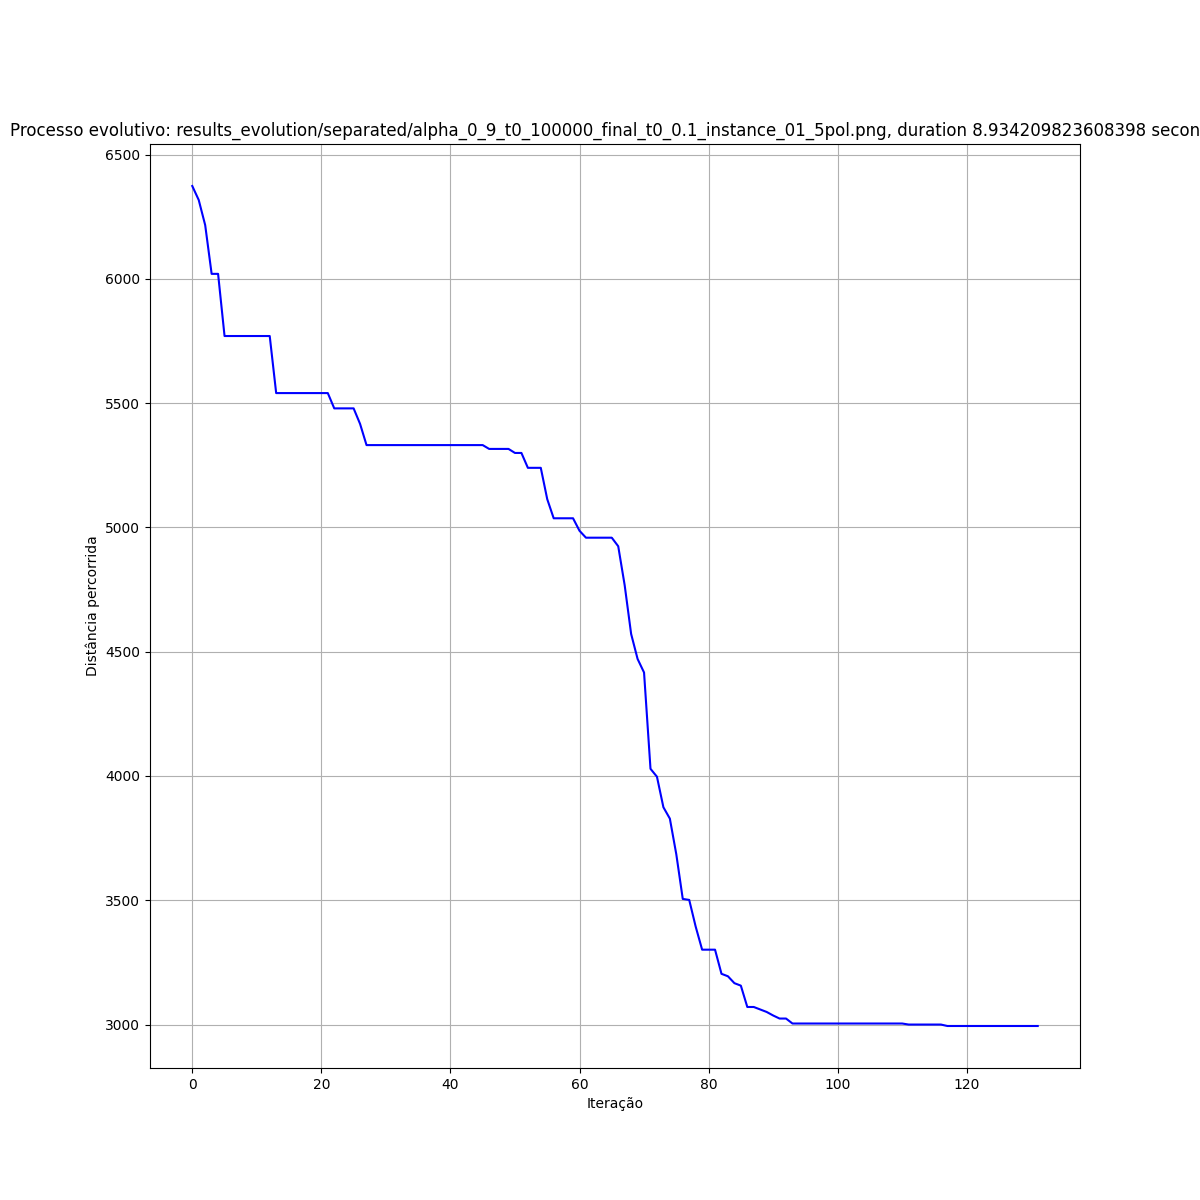 Processo evolutivo: results_evolution/separated/alpha_0_9_t0_100000_final_t0_0.1_instance_01_5pol.png, duration 8.934209823608398 secon
6500
6000
5500
5000
4500
4000
3500
3000
Distância percorrida
0 20 40 60 80 100 120
Iteração